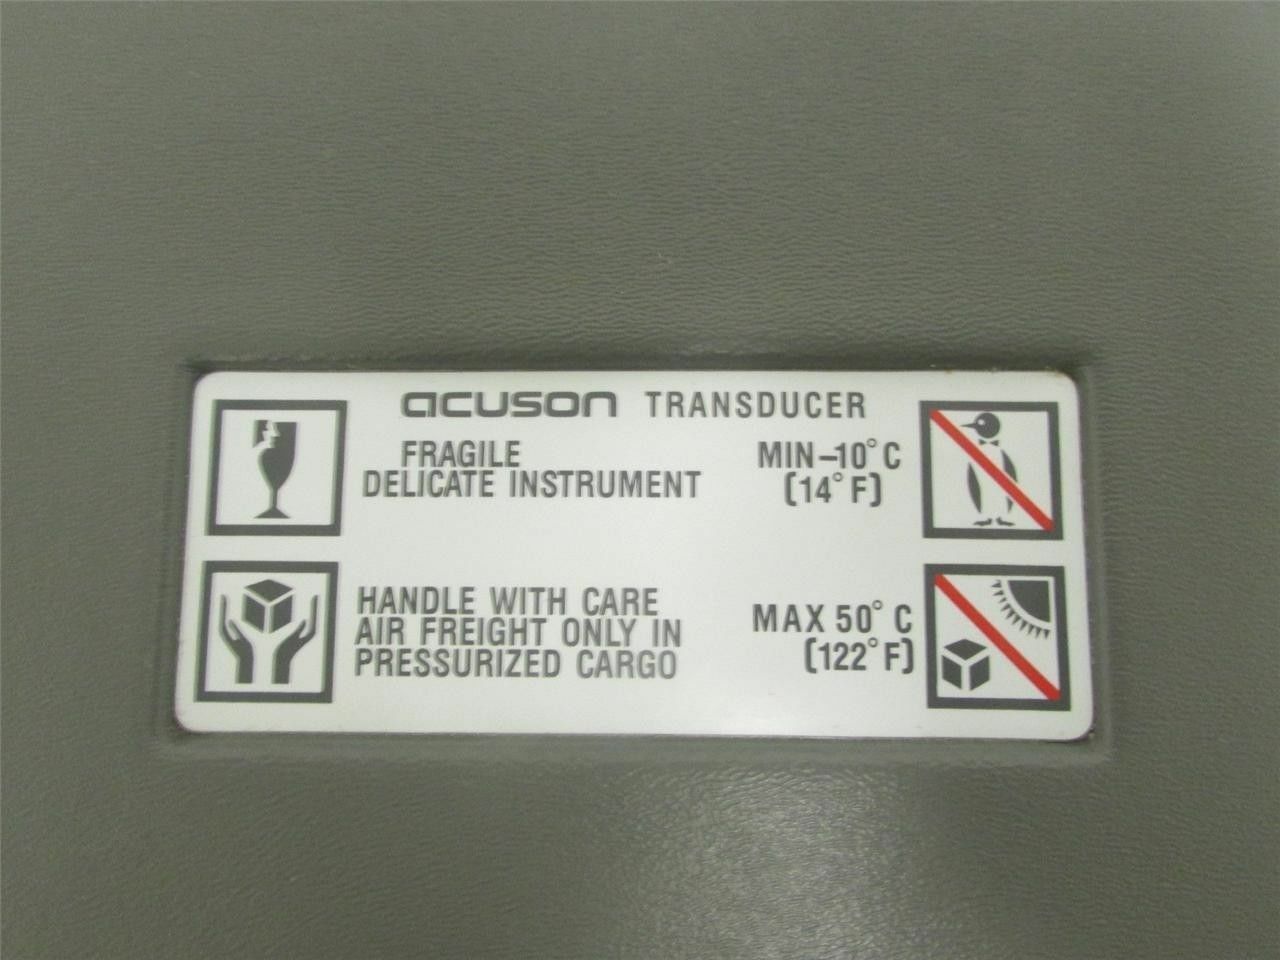 acuson TRANSDUCER
FRAGILE
DELICATE INSTRUMENT
MIN-10°C
(14°F)
HANDLE WITH CARE
AIR FREIGHT ONLY IN
PRESSURIZED CARGO
MAX 50°C
(122°F)